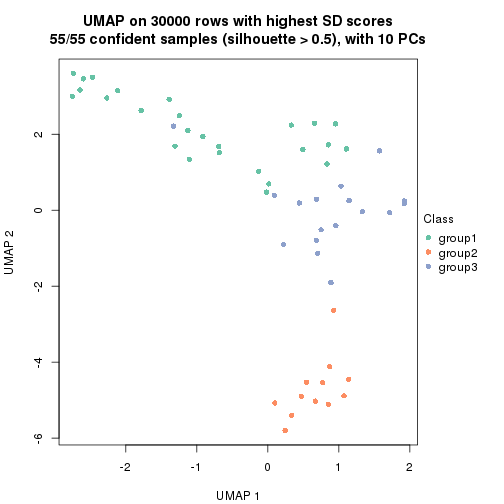 UMAP on 30000 rows with highest SD scores
55/55 confident samples (silhouette > 0.5), with 10 PCs
UMAP 2
2
0
-2
-4
-6
-2
-1
0
1
2
UMAP 1
Class
group1
group2
group3